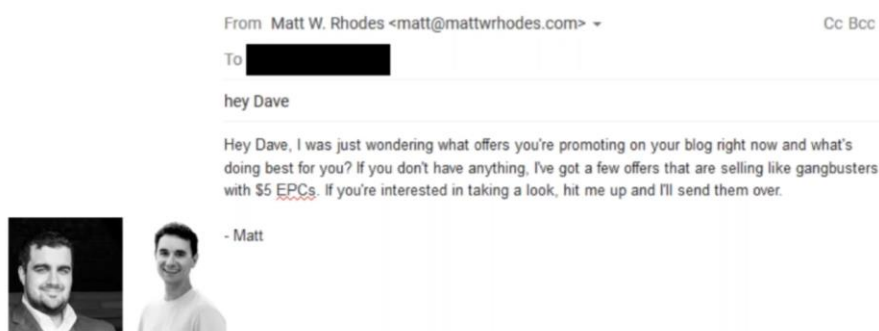 From Matt W. Rhodes <matt@mattwrhodes.com>
Cc Bcc
To
hey Dave
Hey Dave, I was just wondering what offers you're promoting on your blog right now and what's
doing best for you? If you don't have anything, I've got a few offers that are selling like gangbusters
with $5 EPCs. If you're interested in taking a look, hit me up and I'll send them over.
- Matt